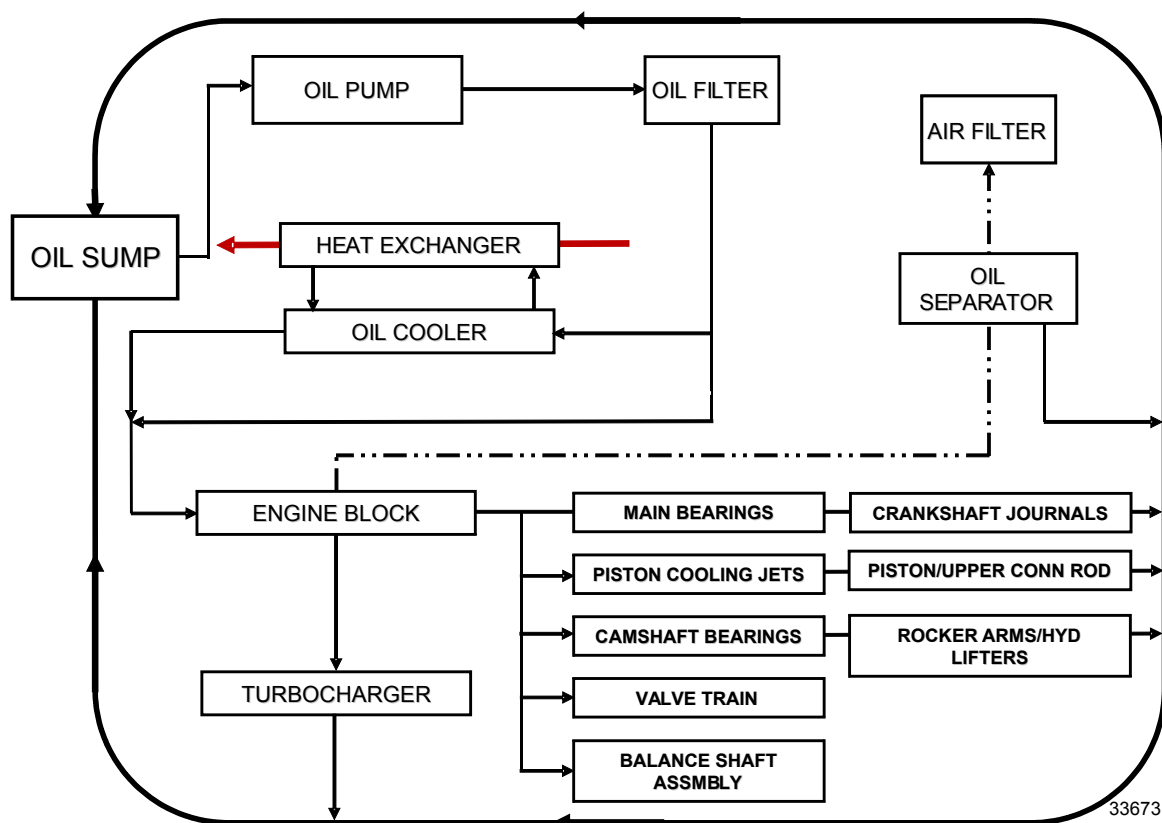 OIL PUMP
OIL FILTER
AIR FILTER
OIL SUMP
HEAT EXCHANGER
OIL
SEPARATOR
OIL COOLER
ENGINE BLOCK
MAIN BEARINGS
CRANKSHAFT JOURNALS
PISTON COOLING JETS
PISTON/UPPER CONN ROD
CAMSHAFT BEARINGS
ROCKER ARMS/HYD
LIFTERS
TURBOCHARGER
VALVE TRAIN
BALANCE SHAFT
ASSMBLY
33673